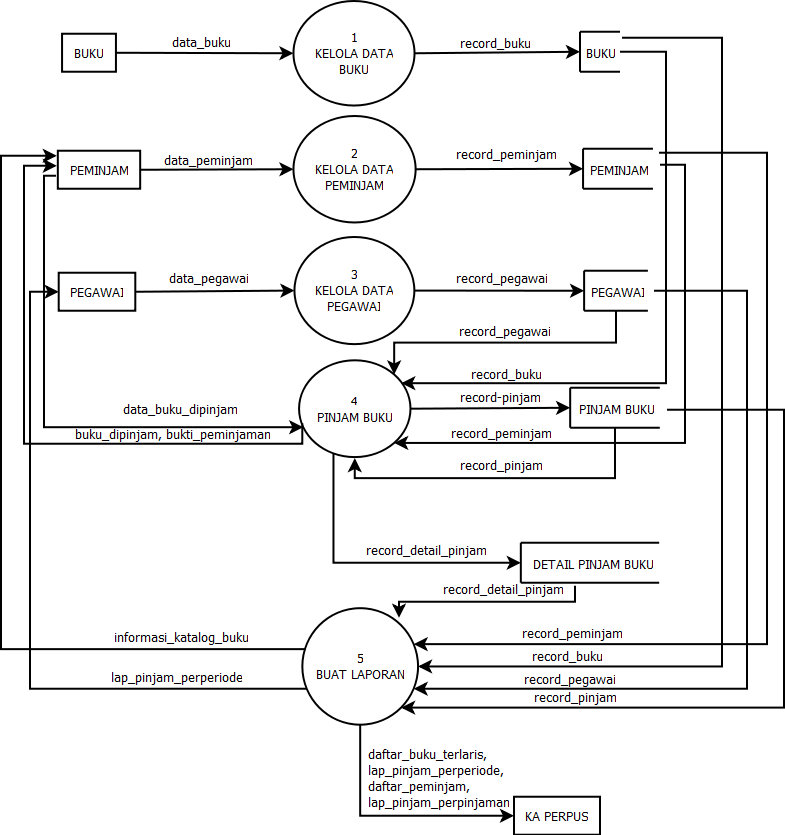 BUKU
data_buku
1
KELOLA DATA
BUKU
record_buku
BUKU
PEMINJAM
data_peminjam
2
KELOLA DATA
PEMINJAM
record_peminjam
PEMINJAM
PEGAWAI
data_pegawai
3
KELOLA DATA
PEGAWAI
record_pegawai
PEGAWAI
record_pegawai
record_buku
4
PINJAM BUKU
record-pinjam
PINJAM BUKU
data_buku_dipinjam
buku_dipinjam, bukti_peminjaman
record_peminjam
record_pinjam
record_detail_pinjam
DETAIL PINJAM BUKU
record_detail_pinjam
informasi_katalog_buku
5
BUAT LAPORAN
record_peminjam
record_buku
lap_pinjam_perperiode
record_pegawai
record_pinjam
daftar_buku_terlaris,
lap_pinjam_perperiode,
daftar_peminjam,
lap_pinjam_perpinjaman
KA PERPUS